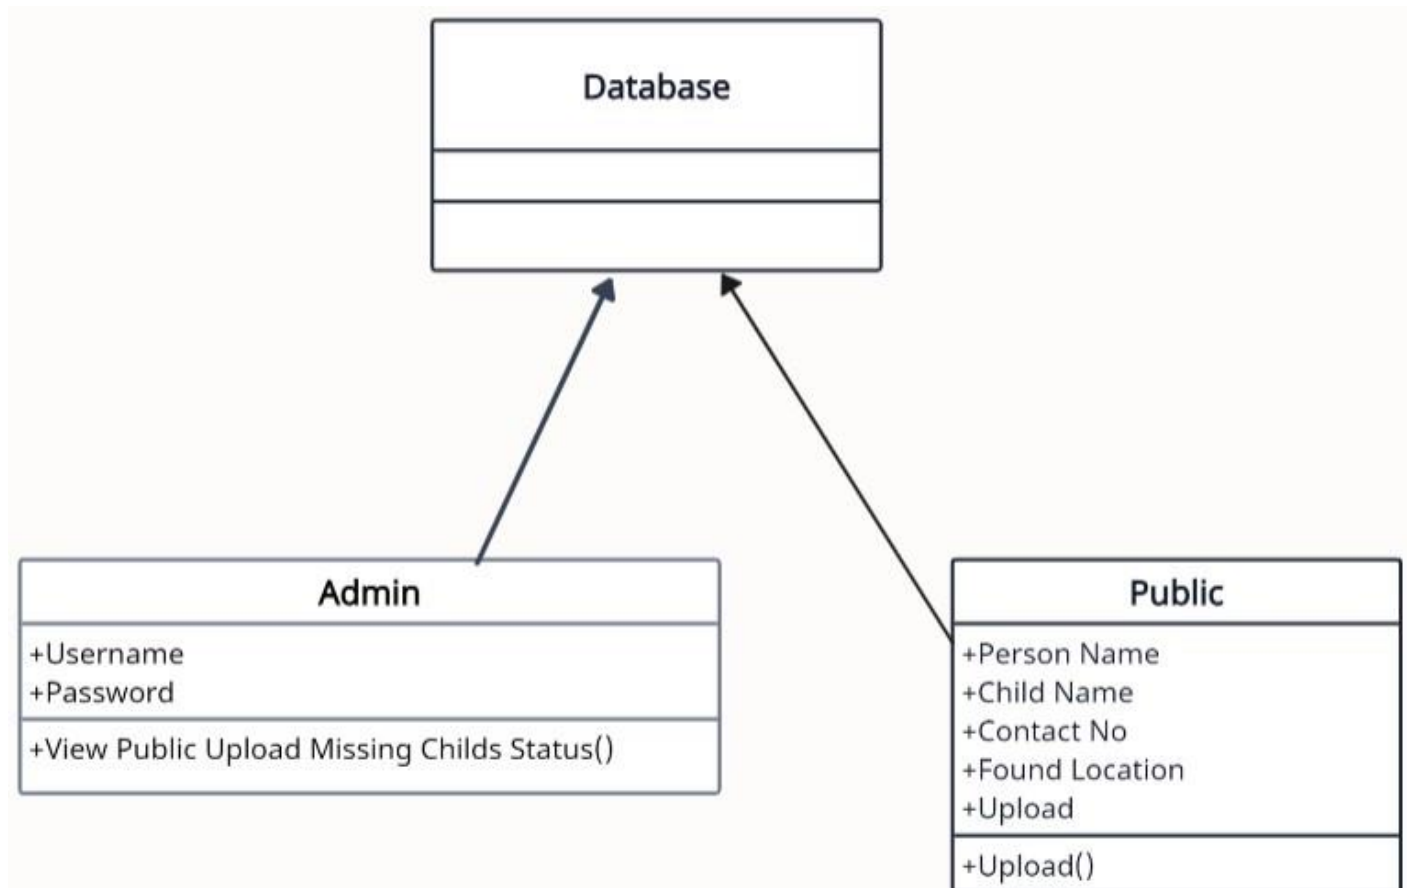 Database
Admin
+Username
+Password
+View Public Upload Missing Childs Status()
Public
+Person Name
+Child Name
+Contact No
+Found Location
+Upload
+Upload()